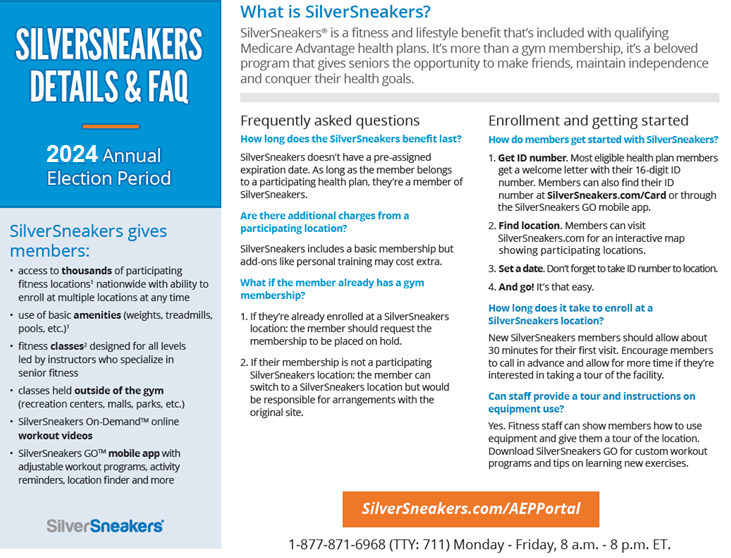 SILVERSNEAKERS
DETAILS & FAQ
2024 Annual
Election Period
SilverSneakers gives
members:
• access to thousands of participating
fitness locations¹ nationwide with ability to
enroll at multiple locations at any time
• use of basic amenities (weights, treadmills,
pools, etc.)¹
• fitness classes² designed for all levels
led by instructors who specialize in
senior fitness
• classes held outside of the gym
(recreation centers, malls, parks, etc.)
• SilverSneakers On-Demand™ online
workout videos
• SilverSneakers GO™ mobile app with
adjustable workout programs, activity
reminders, location finder and more
SilverSneakers®
What is SilverSneakers?
SilverSneakers® is a fitness and lifestyle benefit that's included with qualifying
Medicare Advantage health plans. It's more than a gym membership, it's a beloved
program that gives seniors the opportunity to make friends, maintain independence
and conquer their health goals.
Frequently asked questions
How long does the SilverSneakers benefit last?
SilverSneakers doesn't have a pre-assigned
expiration date. As long as the member belongs
to a participating health plan, they're a member of
SilverSneakers.
Are there additional charges from a
participating location?
SilverSneakers includes a basic membership but
add-ons like personal training may cost extra.
What if the member already has a gym
membership?
1. If they're already enrolled at a SilverSneakers
location: the member should request the
membership to be placed on hold.
2. If their membership is not a participating
SilverSneakers location: the member can
switch to a SilverSneakers location but would
be responsible for arrangements with the
original site.
Enrollment and getting started
How do members get started with SilverSneakers?
1. Get ID number. Most eligible health plan members
get a welcome letter with their 16-digit ID
number. Members can also find their ID
number at SilverSneakers.com/Card or through
the SilverSneakers GO mobile app.
2. Find location. Members can visit
SilverSneakers.com for an interactive map
showing participating locations.
3. Set a date. Don't forget to take ID number to location.
4. And go! It's that easy.
How long does it take to enroll at a
SilverSneakers location?
New SilverSneakers members should allow about
30 minutes for their first visit. Encourage members
to call in advance and allow for more time if they're
interested in taking a tour of the facility.
Can staff provide a tour and instructions on
equipment use?
Yes. Fitness staff can show members how to use
equipment and give them a tour of the location.
Download SilverSneakers GO for custom workout
programs and tips on learning new exercises.
SilverSneakers.com/AEPPortal
1-877-871-6968 (TTY: 711) Monday - Friday, 8 a.m. - 8 p.m. ET.